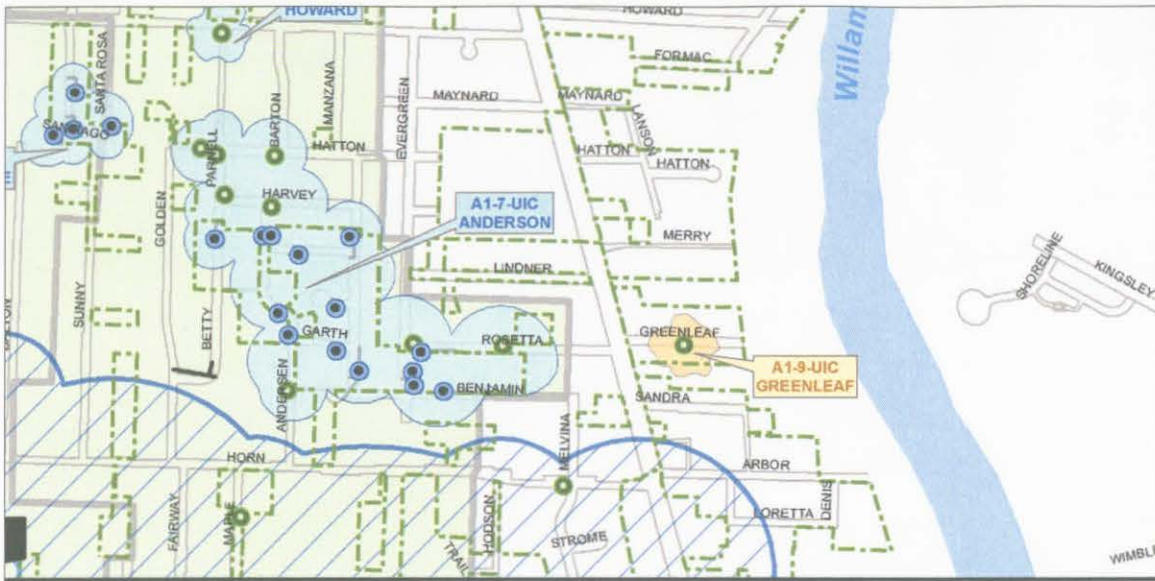 HOWARD
HOWARD
Willam
SANTA ROSA
FORMAC
MANZANA
EVERGREEN
MAYNARD
MAYNARD
LANSON
SANTIAGO
BARTON
PARNELL
HATTON
HATTON
HATTON
GOLDEN
HARVEY
A1-7-UIC
ANDERSON
MERRY
LINDNER
SHORELINE
KINGSLEY
SUNNY
BETTY
GARTH
ROSETTA
GREENLEAF
A1-9-UIC
GREENLEAF
BENJAMIN
ANDERSEN
SANDRA
HORN
MELVINA
ARBOR
FAIRWAY
MAPLE
HODSON
LORETTA
DENIS
STROME
TRAIL
WIMBLE